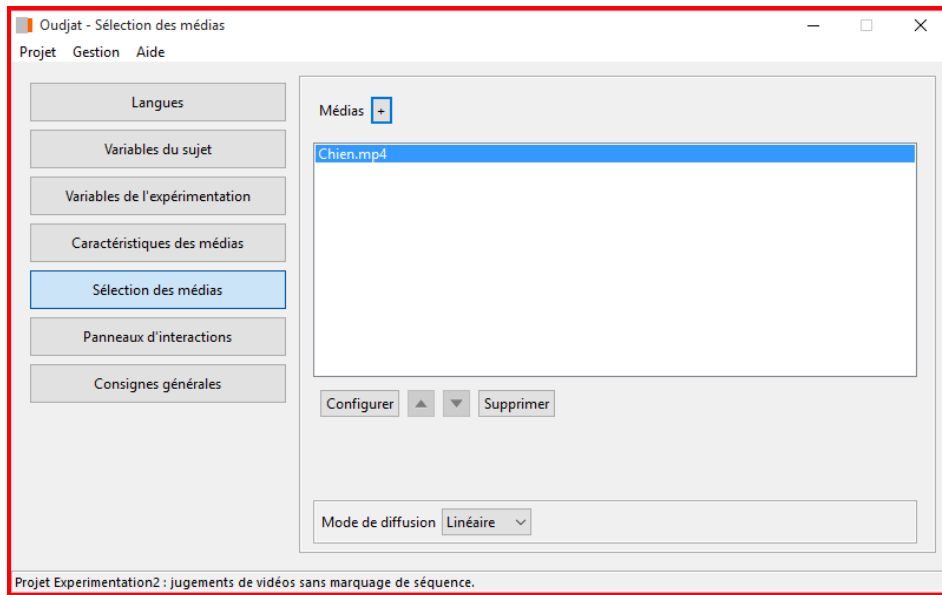 Oudjat - Sélection des médias
Projet Gestion Aide
Langues
Variables du sujet
Variables de l'expérimentation
Caractéristiques des médias
Sélection des médias
Panneaux d'interactions
Consignes générales
Médias +
Chien.mp4
Configurer Supprimer
Mode de diffusion Linéaire
Projet Experimentation2 : jugements de vidéos sans marquage de séquence.